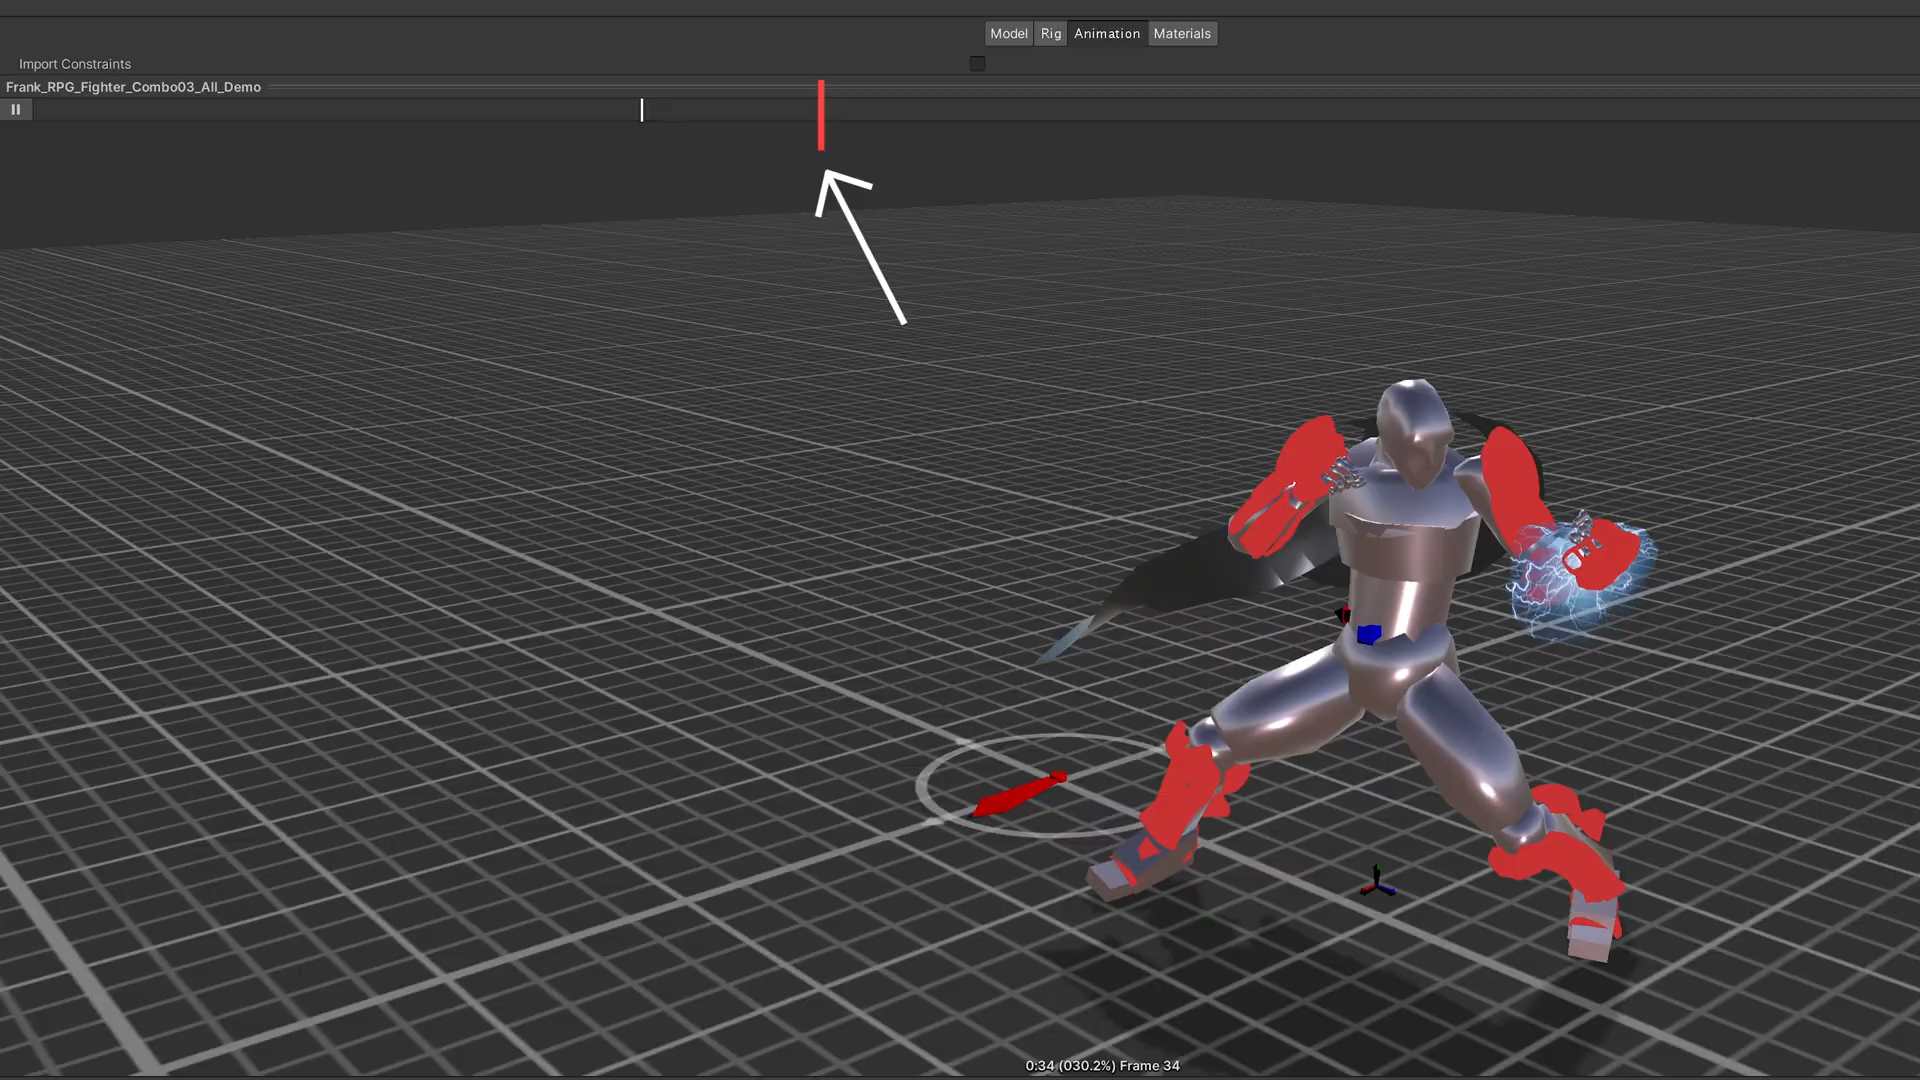 Model Rig Animation Materials
Import Constraints
Frank_RPG_Fighter_Combo03_All_Demo
0:34 (030.2%) Frame 34